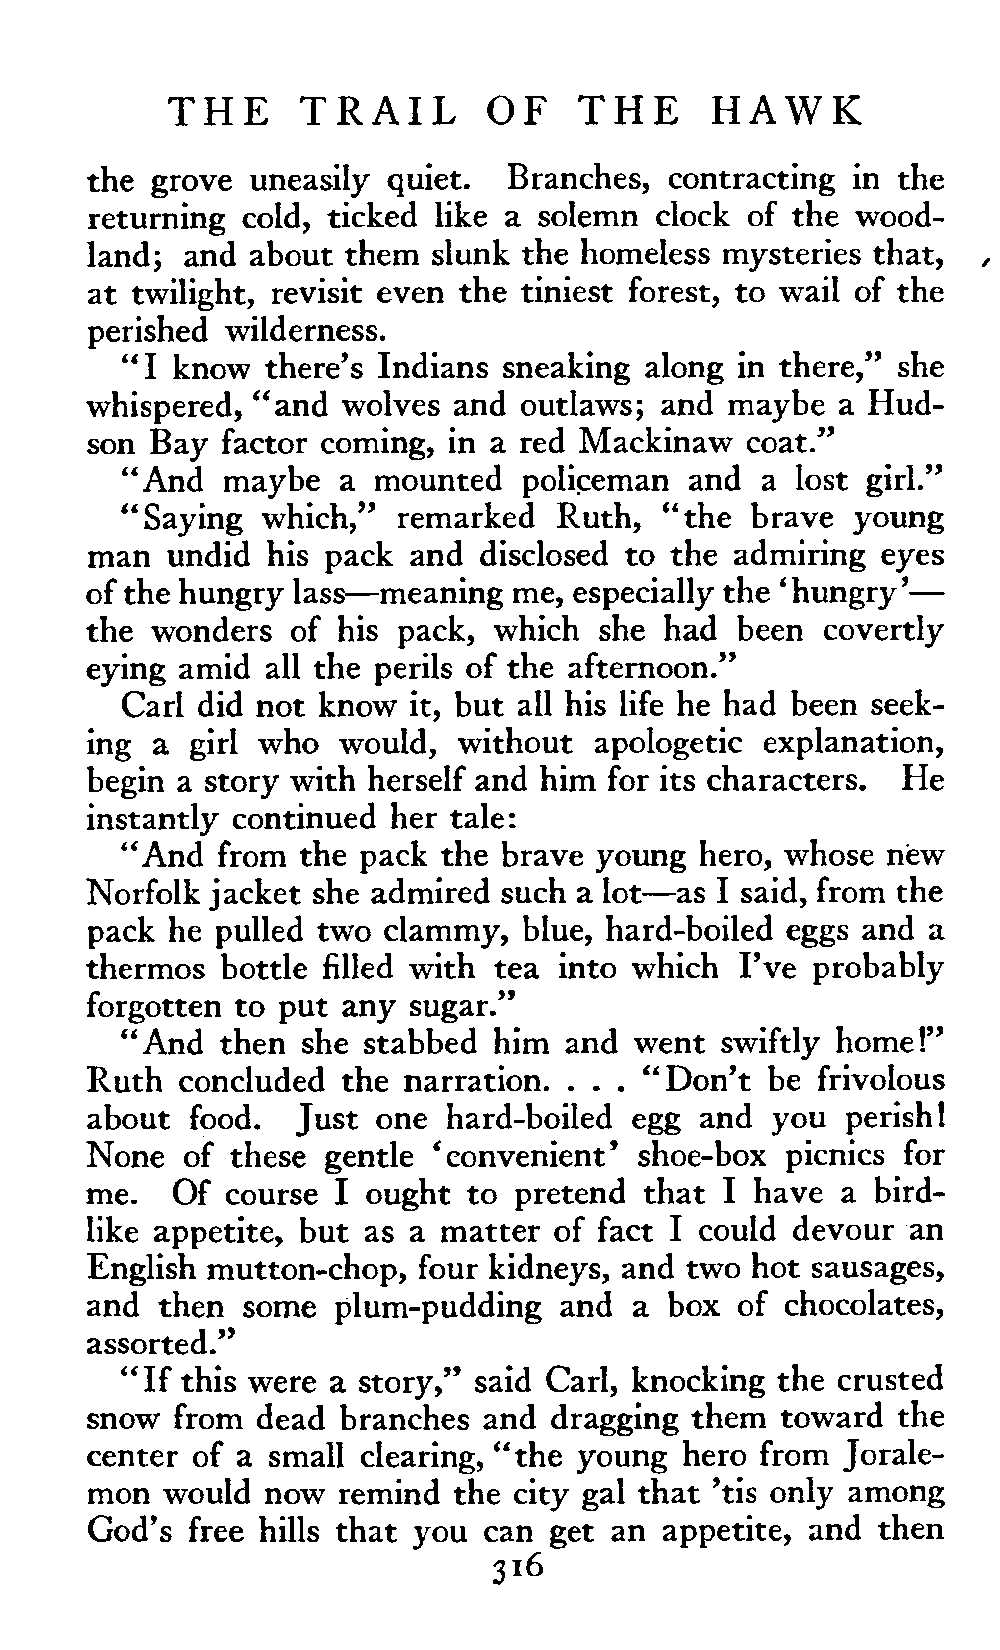 THE TRAIL OF THE HAWK
the grove uneasily quiet. Branches, contracting in the
returning cold, ticked like a solemn clock of the wood-
land; and about them slunk the homeless mysteries that,
at twilight, revisit even the tiniest forest, to wail of the
perished wilderness.
"I know there's Indians sneaking along in there," she
whispered, "and wolves and outlaws; and maybe a Hud-
son Bay factor coming, in a red Mackinaw coat."
"And maybe a mounted policeman and a lost girl."
"Saying which," remarked Ruth, "the brave young
man undid his pack and disclosed to the admiring eyes
of the hungry lass—meaning me, especially the 'hungry'—
the wonders of his pack, which she had been covertly
eying amid all the perils of the afternoon."
Carl did not know it, but all his life he had been seek-
ing a girl who would, without apologetic explanation,
begin a story with herself and him for its characters. He
instantly continued her tale:
"And from the pack the brave young hero, whose new
Norfolk jacket she admired such a lot—as I said, from the
pack he pulled two clammy, blue, hard-boiled eggs and a
thermos bottle filled with tea into which I've probably
forgotten to put any sugar."
"And then she stabbed him and went swiftly home!"
Ruth concluded the narration. . . . "Don't be frivolous
about food. Just one hard-boiled egg and you perish!
None of these gentle 'convenient' shoe-box picnics for
me. Of course I ought to pretend that I have a bird-
like appetite, but as a matter of fact I could devour an
English mutton-chop, four kidneys, and two hot sausages,
and then some plum-pudding and a box of chocolates,
assorted."
"If this were a story," said Carl, knocking the crusted
snow from dead branches and dragging them toward the
center of a small clearing, "the young hero from Jorale-
mon would now remind the city gal that 'tis only among
God's free hills that you can get an appetite, and then
316